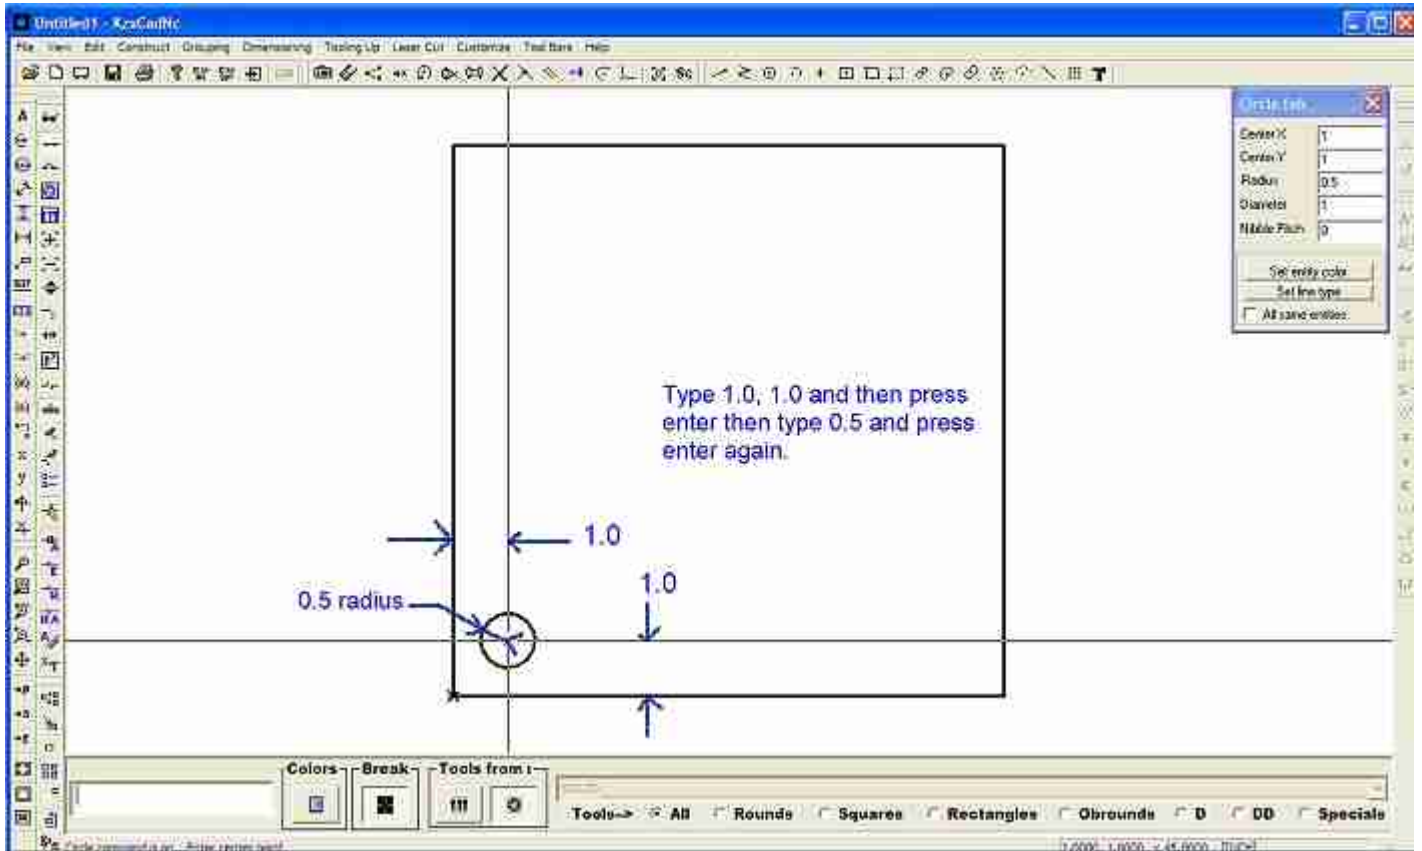 Untitled1 - KzsCadNc
File View Edit Construct Grouping Dimensioning Tooling Up Laser Cut Customize Tool Bars Help
Center X 1
Center Y 1
Radius 0.5
Diameter 1
Nibble Pitch 0
Set entity color
Set line type
All same entities
Type 1.0, 1.0 and then press
enter then type 0.5 and press
enter again.
1.0
1.0
0.5 radius
Colors Break Tools from
Tools--> All Rounds Squares Rectangles Obrounds D DD Specials